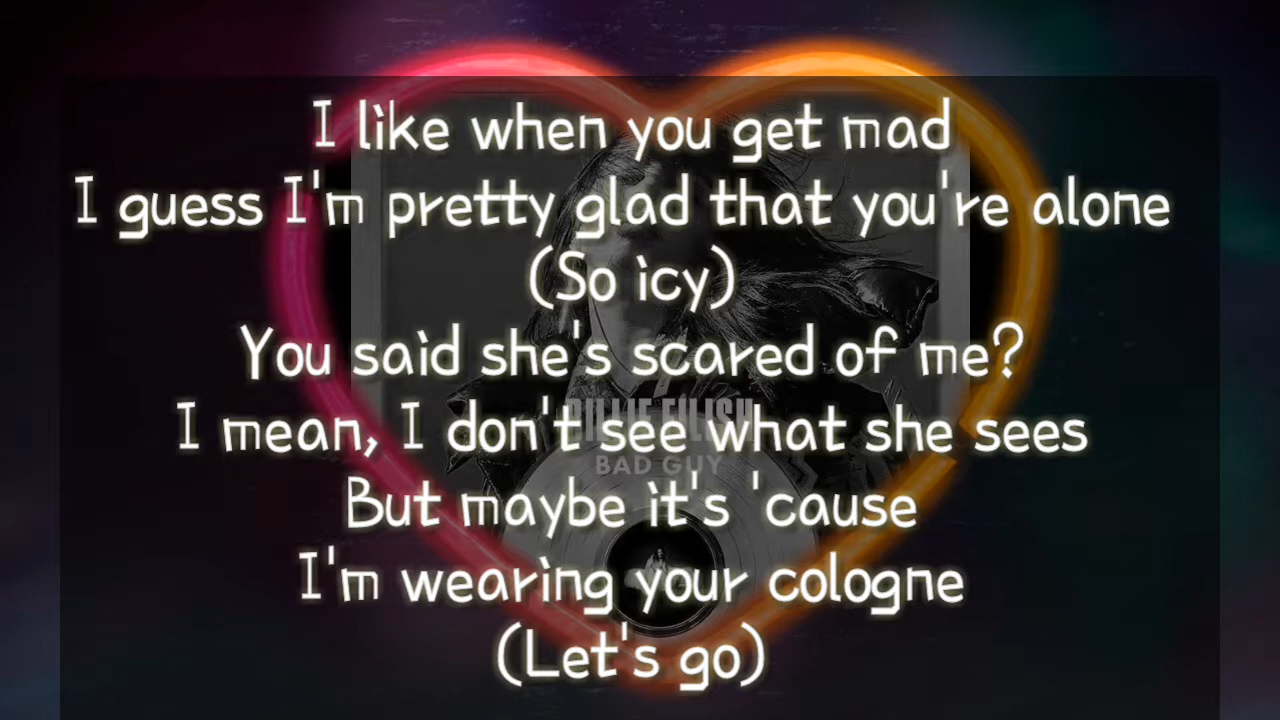 I like when you get mad
I guess I'm pretty glad that you're alone
(So icy)
You said she's scared of me?
I mean, I don't see what she sees
BILLIE EILISH
BAD GUY
But maybe it's 'cause
I'm wearing your cologne
(Let's go)